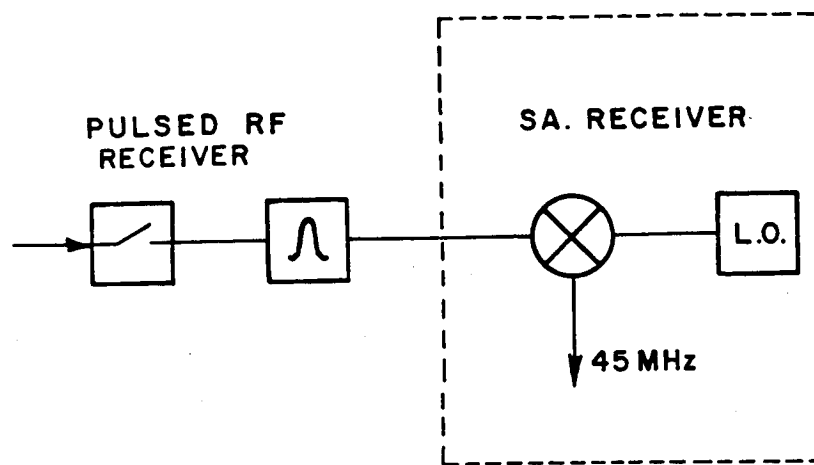 PULSED RF
RECEIVER
SA. RECEIVER
L.O.
45 MHz